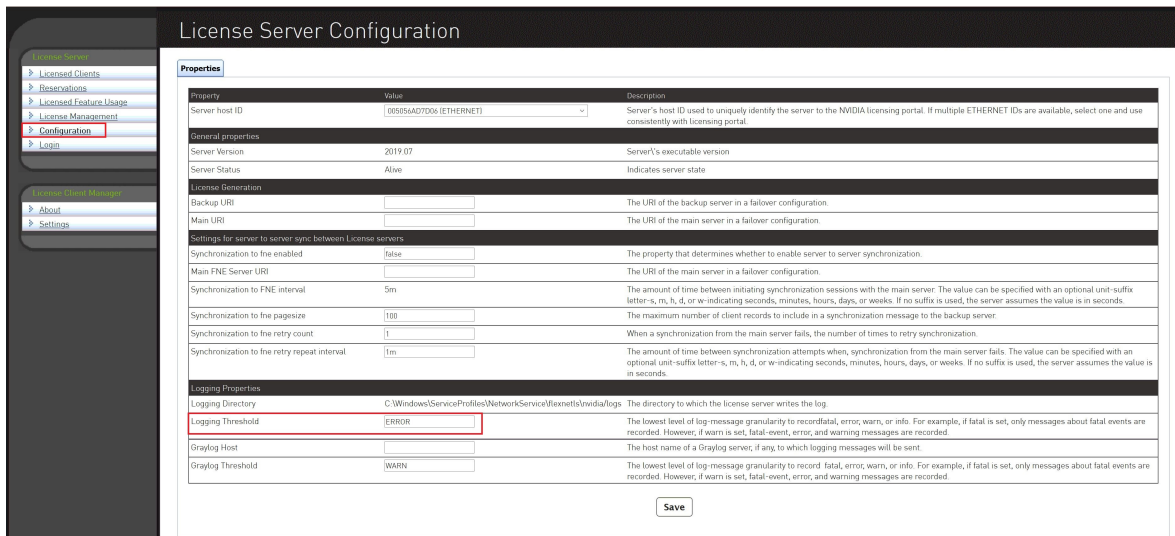 License Server Configuration
License Server
Licensed Clients
Reservations
Licensed Feature Usage
License Management
Configuration
Login
License Client Manager
About
Settings
Properties
Property Value Description
Server host ID 005056AD7D06 (ETHERNET) Server's host ID used to uniquely identify the server to the NVIDIA licensing portal. If multiple ETHERNET IDs are available, select one and use
consistently with licensing portal.
General properties
Server Version 2019.07 Server\'s executable version
Server Status Alive Indicates server state
License Generation
Backup URI The URI of the backup server in a failover configuration.
Main URI The URI of the main server in a failover configuration.
Settings for server to server sync between License servers
Synchronization to fne enabled false The property that determines whether to enable server to server synchronization.
Main FNE Server URI The URI of the main server in a failover configuration.
Synchronization to FNE interval 5m The amount of time between initiating synchronization sessions with the main server. The value can be specified with an optional unit-suffix
letter-s, m, h, d, or w-indicating seconds, minutes, hours, days, or weeks. If no suffix is used, the server assumes the value is in seconds.
Synchronization to fne pagesize 100 The maximum number of client records to include in a synchronization message to the backup server.
Synchronization to fne retry count 1 When a synchronization from the main server fails, the number of times to retry synchronization.
Synchronization to fne retry repeat interval 1m The amount of time between synchronization attempts when, synchronization from the main server fails. The value can be specified with an
optional unit-suffix letter-s, m, h, d, or w-indicating seconds, minutes, hours, days, or weeks. If no suffix is used, the server assumes the value is
in seconds.
Logging Properties
Logging Directory C:\Windows\ServiceProfiles\NetworkService\flexnetls\nvidia/logs The directory to which the license server writes the log.
Logging Threshold ERROR The lowest level of log-message granularity to recordfatal, error, warn, or info. For example, if fatal is set, only messages about fatal events are
recorded. However, if warn is set, fatal-event, error, and warning messages are recorded.
Graylog Host The host name of a Graylog server, if any, to which logging messages will be sent.
Graylog Threshold WARN The lowest level of log-message granularity to record fatal, error, warn, or info. For example, if fatal is set, only messages about fatal events are
recorded. However, if warn is set, fatal-event, error, and warning messages are recorded.
Save